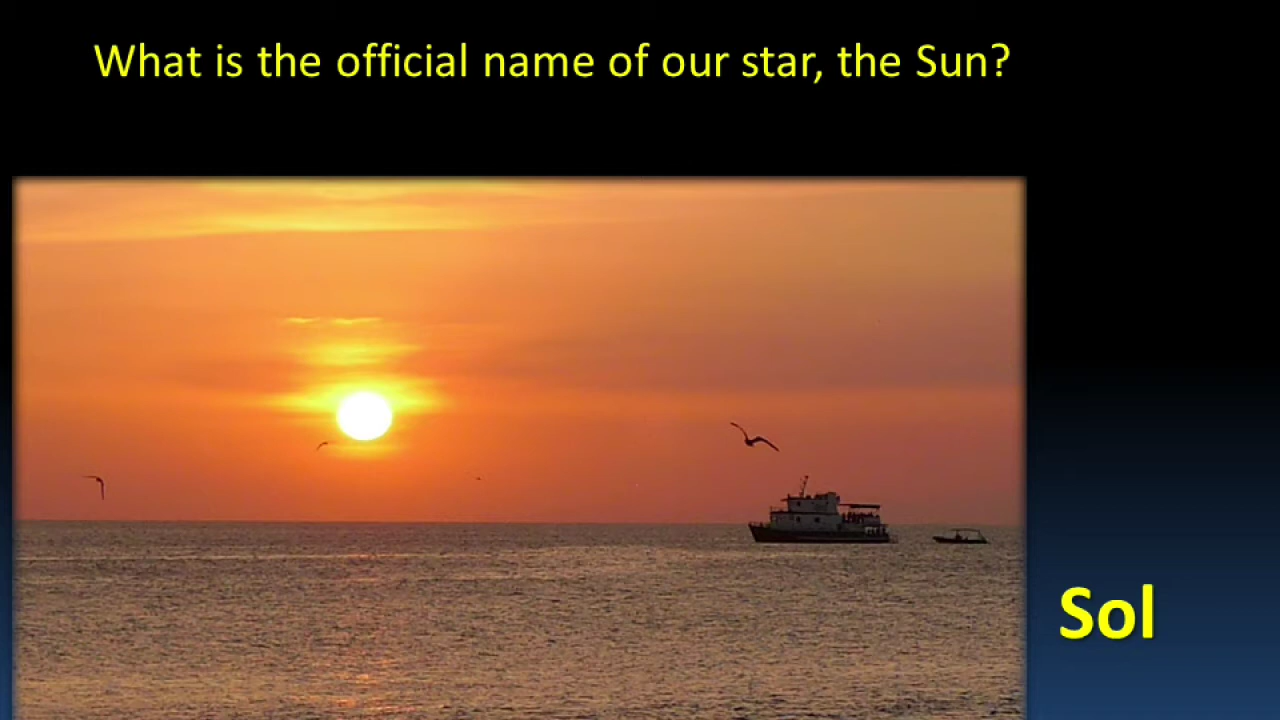 What is the official name of our star, the Sun?
Sol